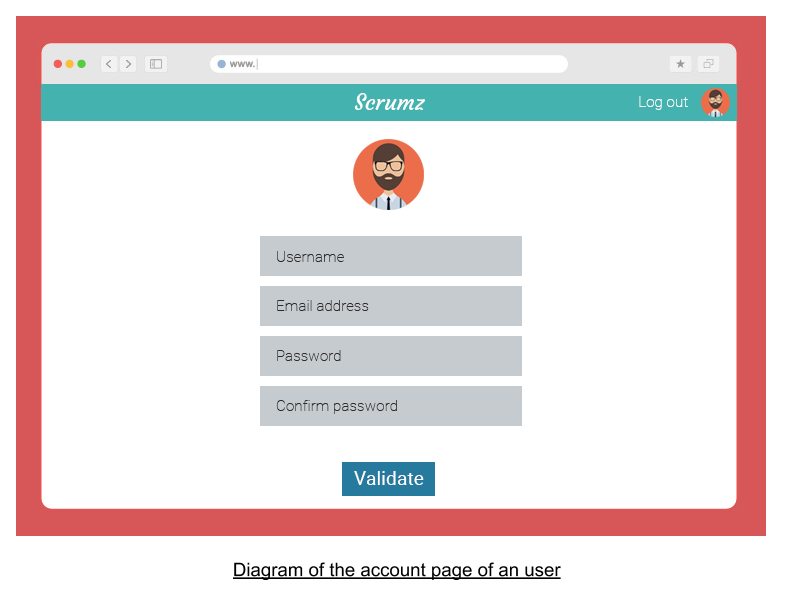 www.
Scrumz
Log out
Username
Email address
Password
Confirm password
Validate
Diagram of the account page of an user